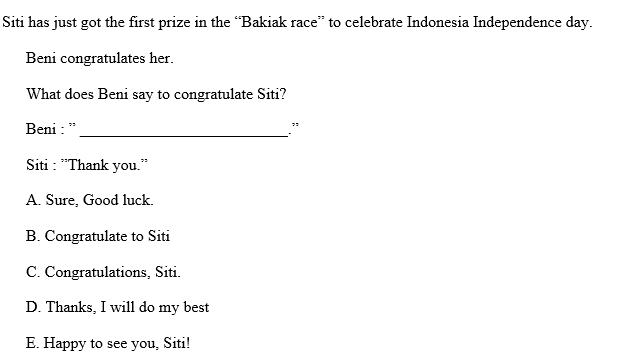 Siti has just got the first prize in the “Bakiak race” to celebrate Indonesia Independence day.
Beni congratulates her.
What does Beni say to congratulate Siti?
Beni : ” ____________________________.”
Siti : ”Thank you.”
A. Sure, Good luck.
B. Congratulate to Siti
C. Congratulations, Siti.
D. Thanks, I will do my best
E. Happy to see you, Siti!